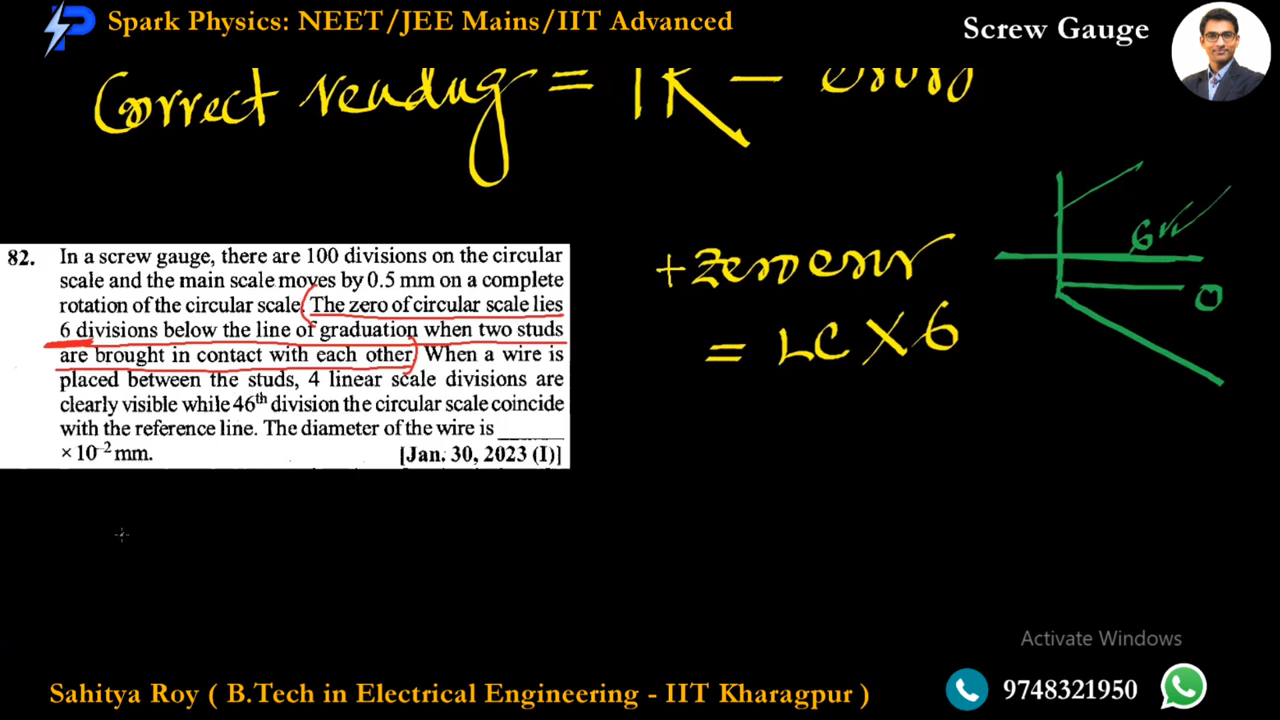 Spark Physics: NEET/JEE Mains/IIT Advanced
Screw Gauge
Correct reading = TR - error
82. In a screw gauge, there are 100 divisions on the circular
scale and the main scale moves by 0.5 mm on a complete
rotation of the circular scale. The zero of circular scale lies
6 divisions below the line of graduation when two studs
are brought in contact with each other. When a wire is
placed between the studs, 4 linear scale divisions are
clearly visible while 46th division the circular scale coincide
with the reference line. The diameter of the wire is ______
× 10⁻² mm. [Jan. 30, 2023 (I)]
+zero error
= LC × 6
6
0
Activate Windows
Sahitya Roy ( B.Tech in Electrical Engineering - IIT Kharagpur )
9748321950